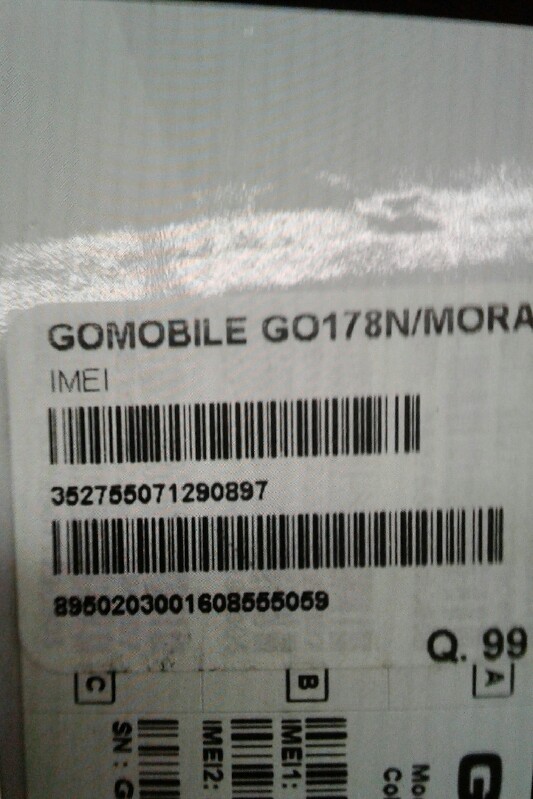 GOMOBILE GO178N/MORA
IMEI
352755071290897
8950203001608555059
Q. 99
C
B
A
SN: G
IMEI2:
IMEI1:
Co
Mo
G